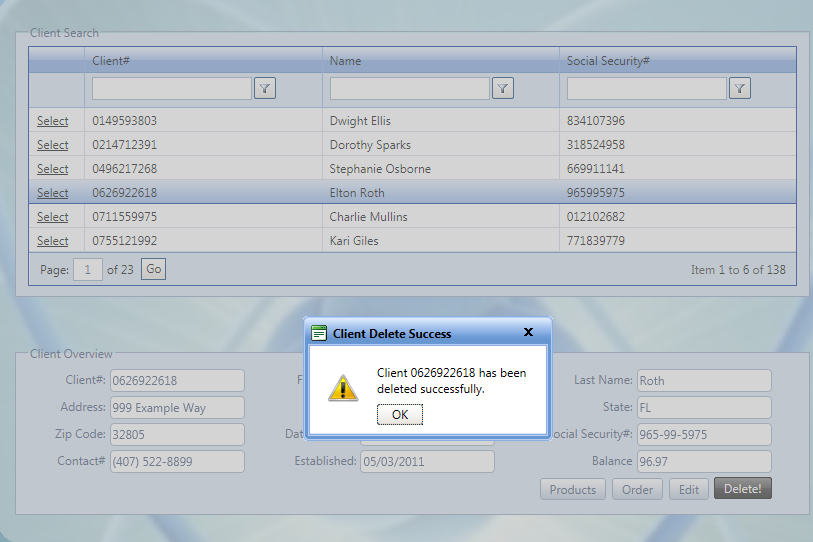 Client Search
Client# Name Social Security#
Select 0149593803 Dwight Ellis 834107396
Select 0214712391 Dorothy Sparks 318524958
Select 0496217268 Stephanie Osborne 669911141
Select 0626922618 Elton Roth 965995975
Select 0711559975 Charlie Mullins 012102682
Select 0755121992 Kari Giles 771839779
Page: 1 of 23 Go Item 1 to 6 of 138
Client Delete Success X
Client 0626922618 has been
deleted successfully.
OK
Client Overview
Client#: 0626922618 F Last Name: Roth
Address: 999 Example Way State: FL
Zip Code: 32805 Dat ocial Security#: 965-99-5975
Contact# (407) 522-8899 Established: 05/03/2011 Balance 96.97
Products Order Edit Delete!